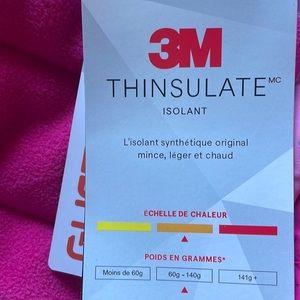 3M
THINSULATE MC
ISOLANT
L'isolant synthétique original
mince, léger et chaud
ÉCHELLE DE CHALEUR
POIDS EN GRAMMES*
Moins de 60g
60g - 140g
141g +